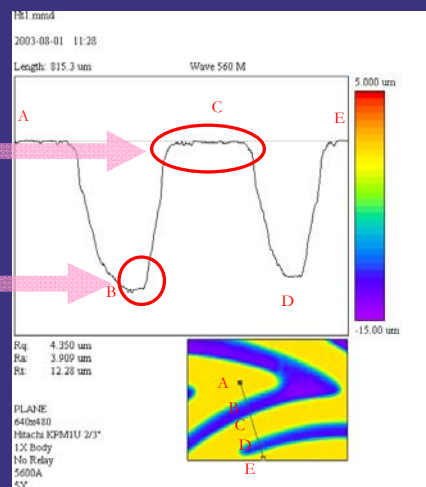 Ht1.mmd
2003-08-01 11:28
Length: 815.3 um Wave 560 M
5.000 um
A
C
E
B
D
-15.00 um
Rq: 4.350 um
Ra: 3.909 um
Rt: 12.28 um
A
B
C
D
E
PLANE
640x480
Hitachi KPM1U 2/3"
1X Body
No Relay
5600A
5X